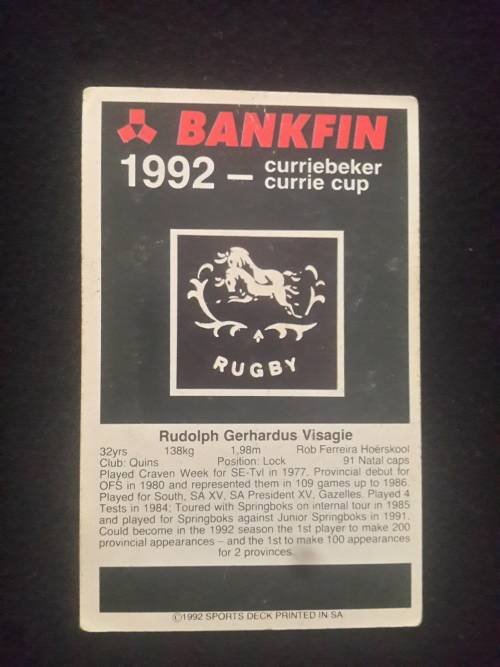 BANKFIN
1992 – curriebeker
currie cup
RUGBY
Rudolph Gerhardus Visagie
32yrs 138kg 1,98m Rob Ferreira Hoërskool
Club: Quins Position: Lock 91 Natal caps
Played Craven Week for SE-Tvl in 1977. Provincial debut for
OFS in 1980 and represented them in 109 games up to 1986.
Played for South, SA XV, SA President XV, Gazelles. Played 4
Tests in 1984; Toured with Springboks on internal tour in 1985
and played for Springboks against Junior Springboks in 1991.
Could become in the 1992 season the 1st player to make 200
provincial appearances – and the 1st to make 100 appearances
for 2 provinces.
©1992 SPORTS DECK PRINTED IN SA